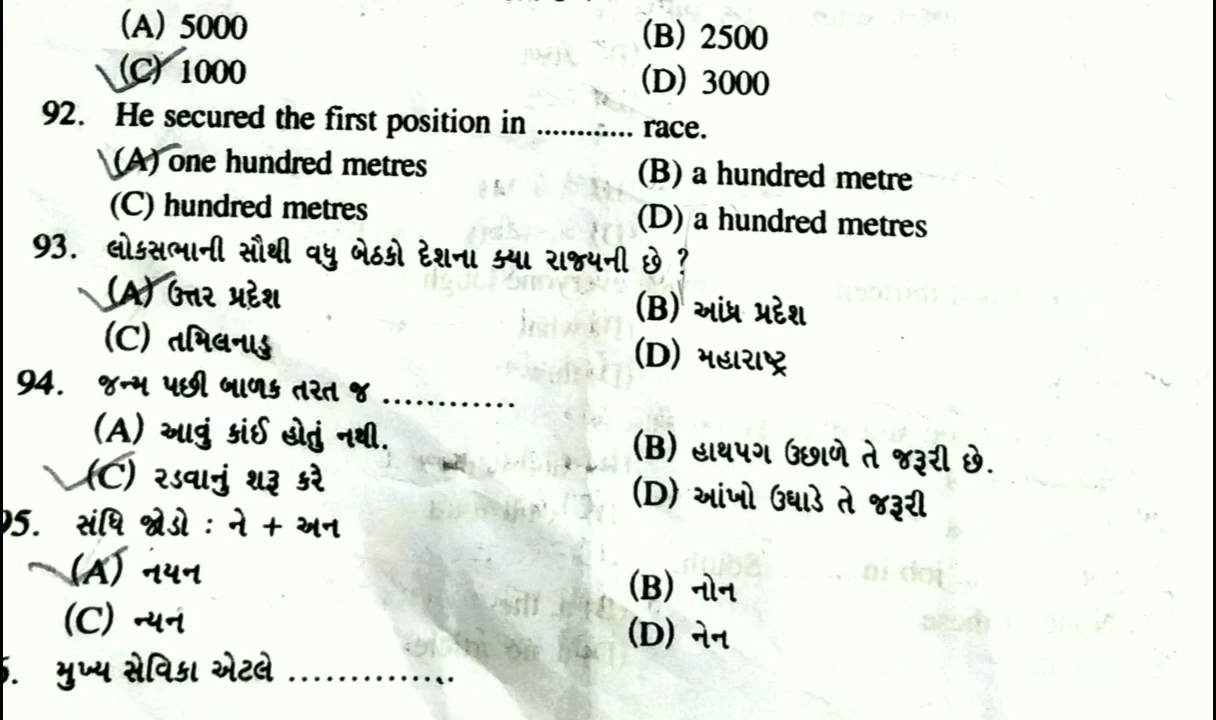 (A) 5000 (B) 2500
(C) 1000 (D) 3000
92. He secured the first position in ............ race.
(A) one hundred metres (B) a hundred metre
(C) hundred metres (D) a hundred metres
93. લોકસભાની સૌથી વધુ બેઠકો દેશના ક્યા રાજ્યની છે ?
(A) ઉત્તર પ્રદેશ (B) આંધ્ર પ્રદેશ
(C) તમિલનાડુ (D) મહારાષ્ટ્ર
94. જન્મ પછી બાળક તરત જ .............
(A) આવું કાંઈ હોતું નથી. (B) હાથપગ ઉછાળે તે જરૂરી છે.
(C) રડવાનું શરૂ કરે (D) આંખો ઉઘાડે તે જરૂરી
95. સંધિ જોડો : ને + અન
(A) નયન (B) નોન
(C) ન્યન (D) નેન
મુખ્ય સેવિકા એટલે ...............